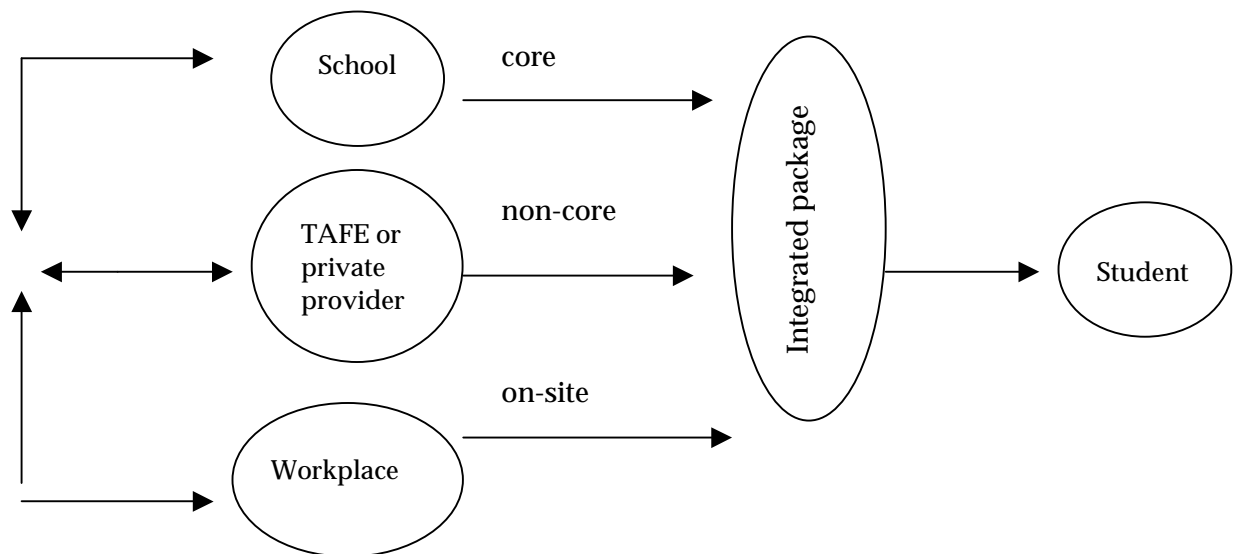 School
core
TAFE or
private
provider
non-core
Workplace
on-site
Integrated package
Student